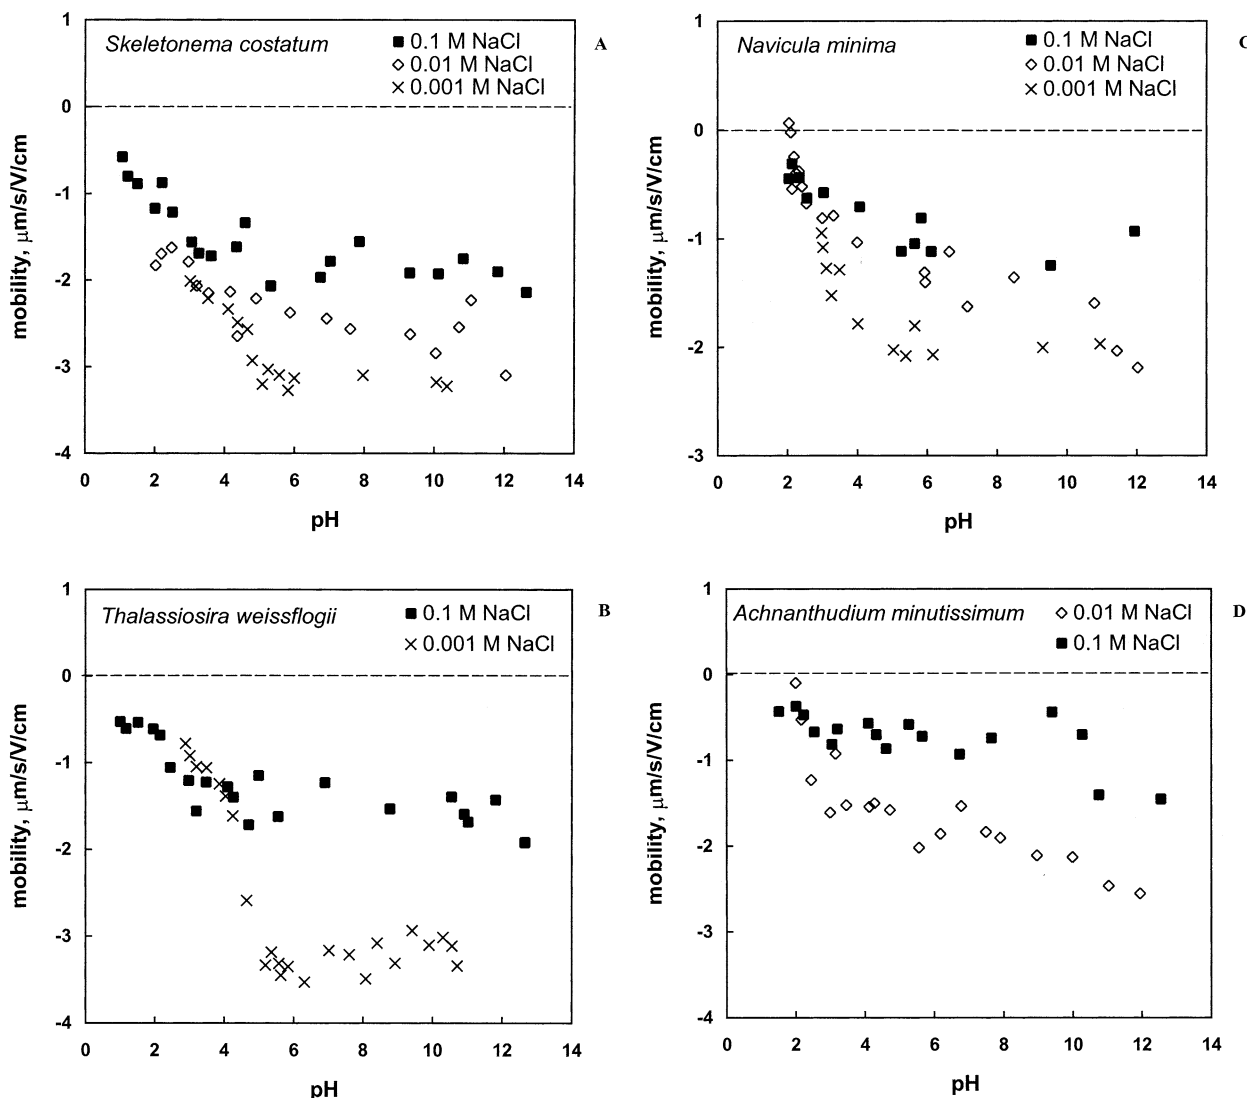 Skeletonema costatum
0.1 M NaCl
0.01 M NaCl
0.001 M NaCl
A
1
0
-1
-2
-3
-4
0 2 4 6 8 10 12 14
mobility, μm/s/V/cm
pH
Navicula minima
0.1 M NaCl
0.01 M NaCl
0.001 M NaCl
C
1
0
-1
-2
-3
0 2 4 6 8 10 12 14
mobility, μm/s/V/cm
pH
Thalassiosira weissflogii
0.1 M NaCl
0.001 M NaCl
B
1
0
-1
-2
-3
-4
0 2 4 6 8 10 12 14
mobility, μm/s/V/cm
pH
Achnanthudium minutissimum
0.01 M NaCl
0.1 M NaCl
D
1
0
-1
-2
-3
-4
0 2 4 6 8 10 12 14
mobility, μm/s/V/cm
pH